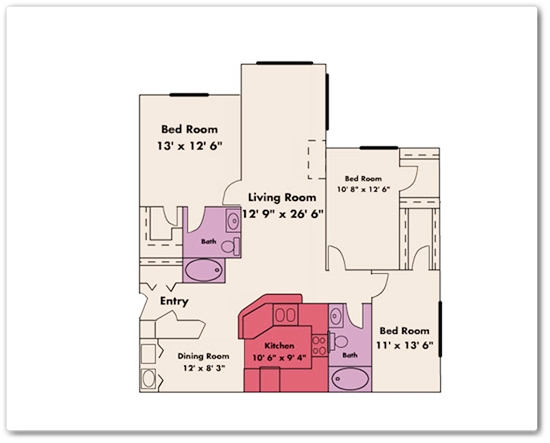 Bed Room
13' x 12' 6"
Bed Room
10' 8" x 12' 6"
Living Room
12' 9" x 26' 6"
Bath
Entry
Kitchen
10' 6" x 9' 4"
Bath
Bed Room
11' x 13' 6"
Dining Room
12' x 8' 3"